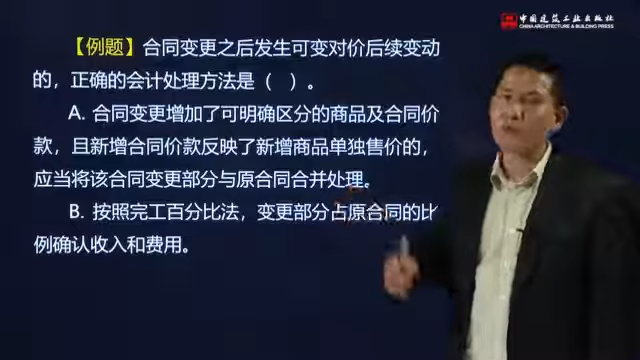 中国建筑工业出版社
CHINA ARCHITECTURE & BUILDING PRESS
【例题】合同变更之后发生可变对价后续变动
的，正确的会计处理方法是（ ）。
A. 合同变更增加了可明确区分的商品及合同价
款，且新增合同价款反映了新增商品单独售价的，
应当将该合同变更部分与原合同合并处理。
B. 按照完工百分比法，变更部分占原合同的比
例确认收入和费用。